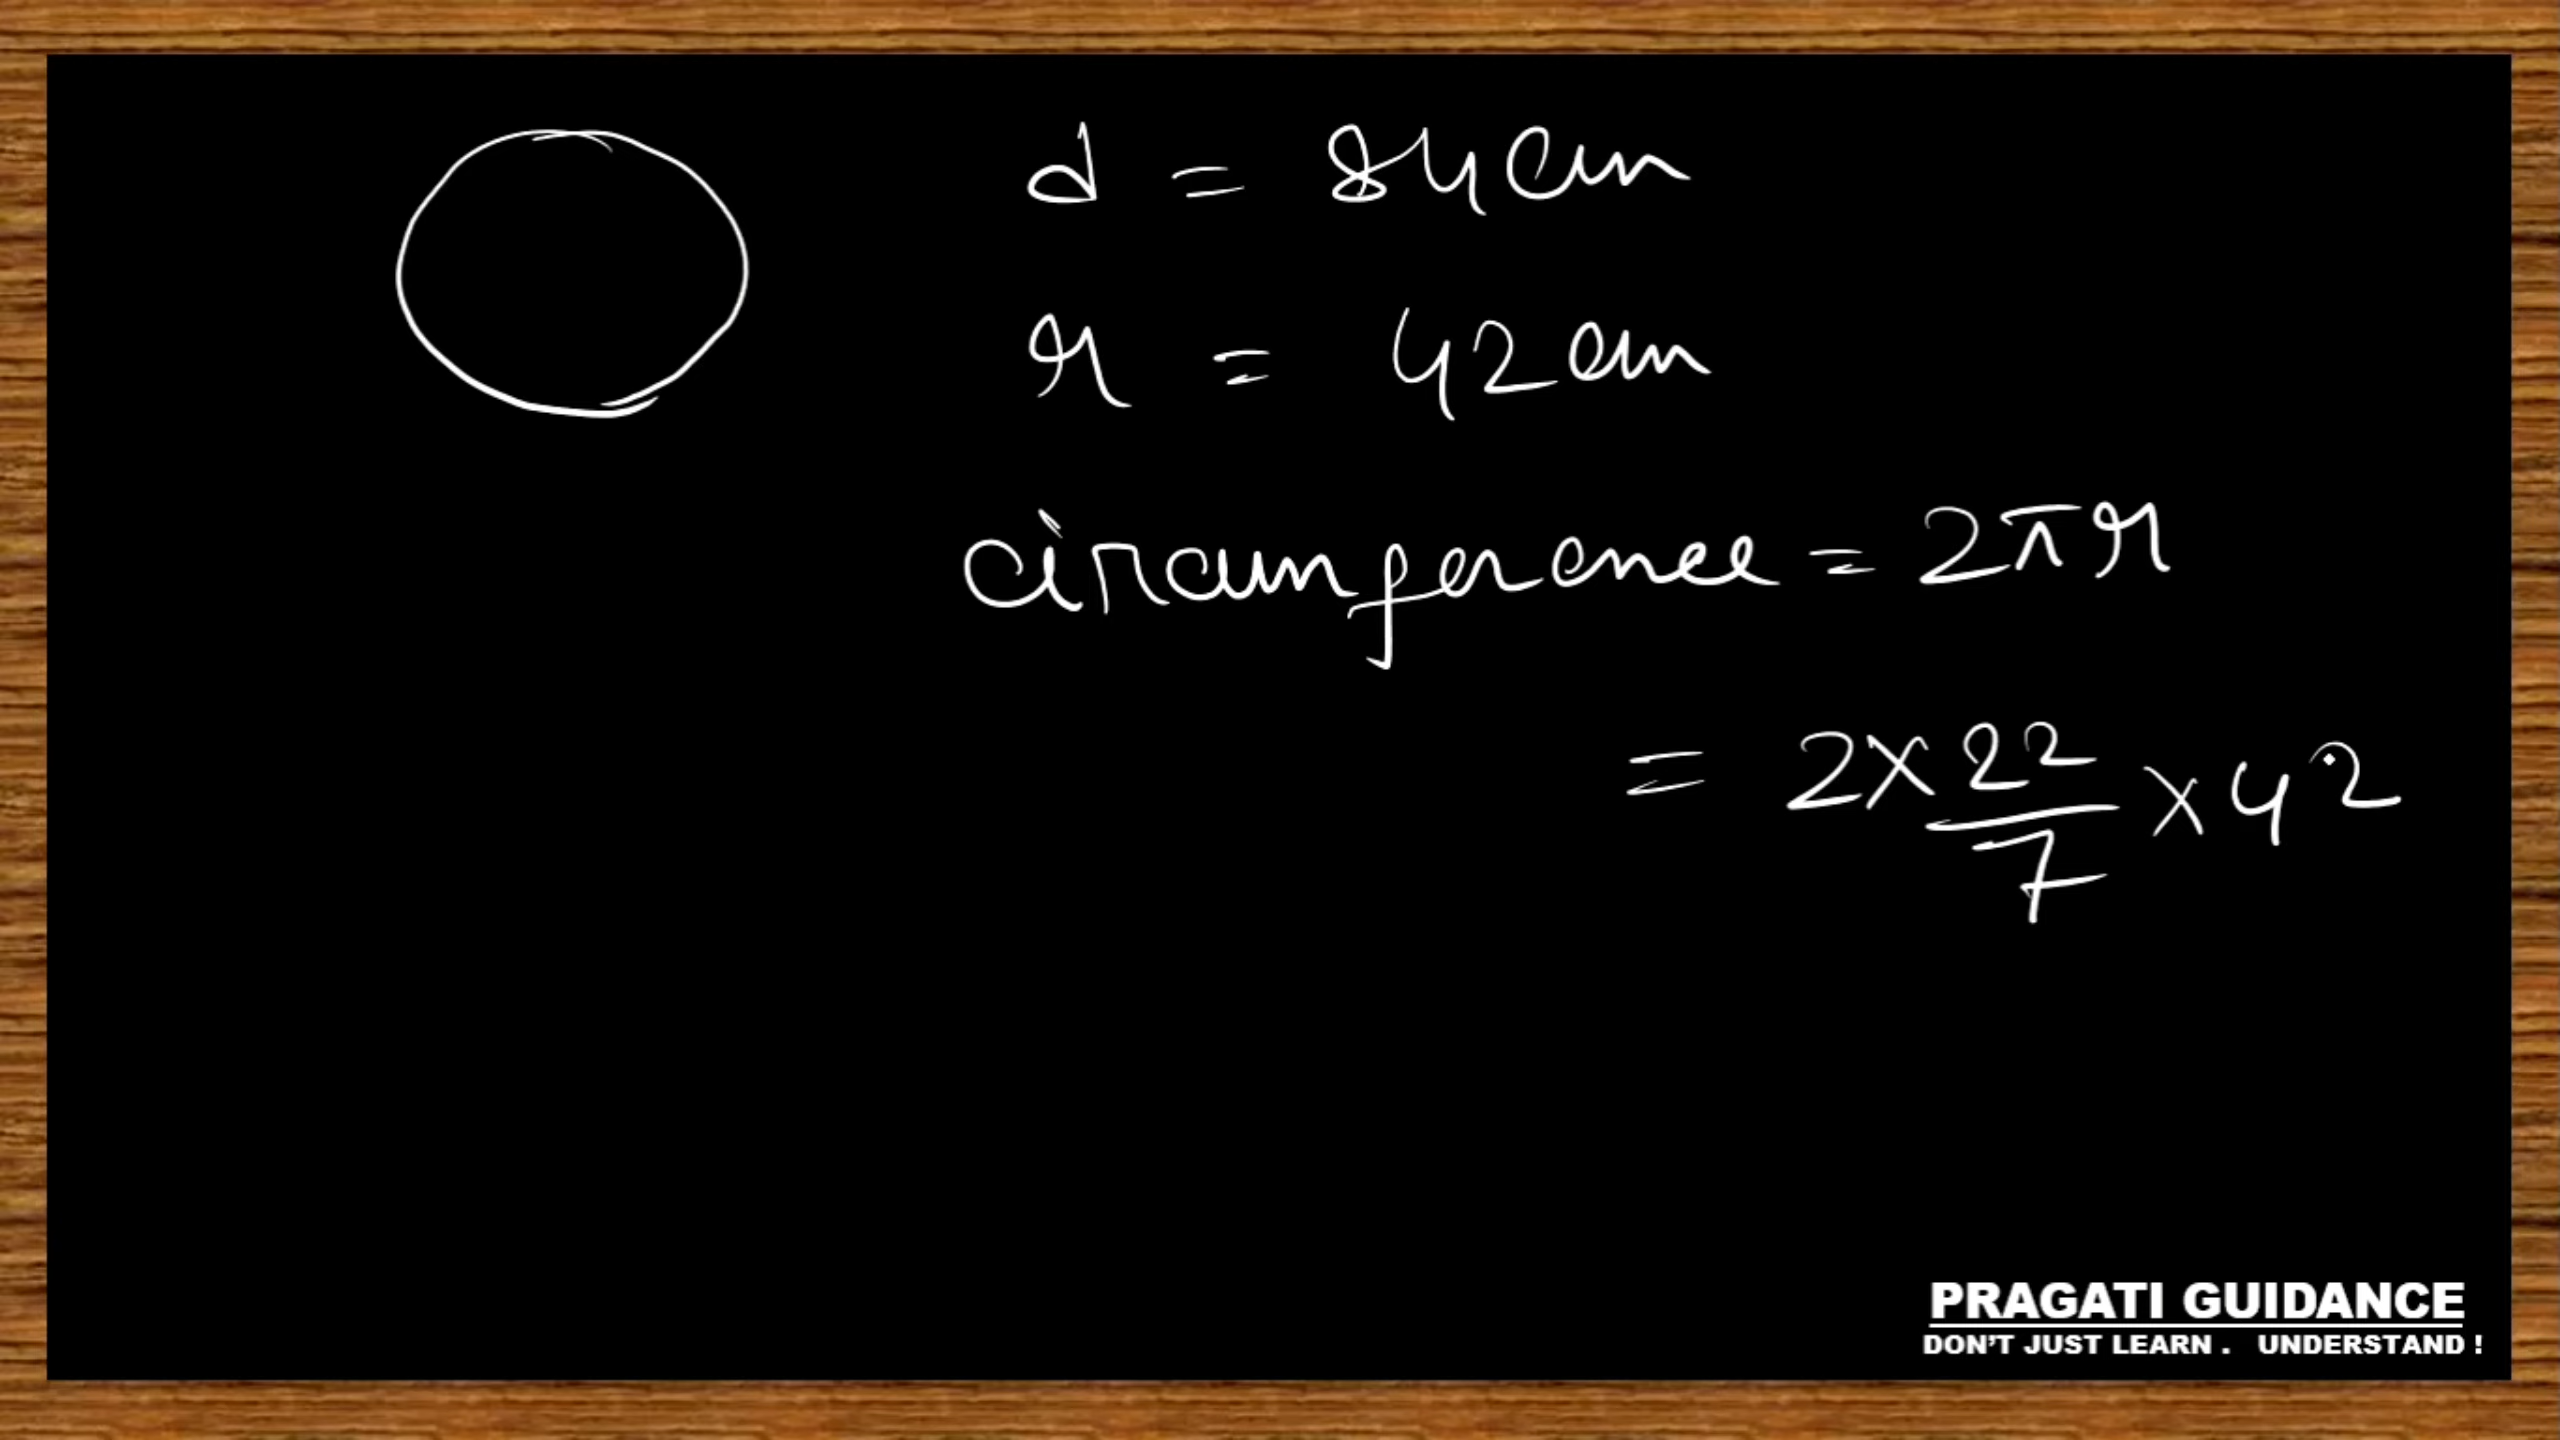 d = 84cm
r = 42cm
circumference = 2πr
= 2×22/7 ×42
PRAGATI GUIDANCE
DON'T JUST LEARN . UNDERSTAND !